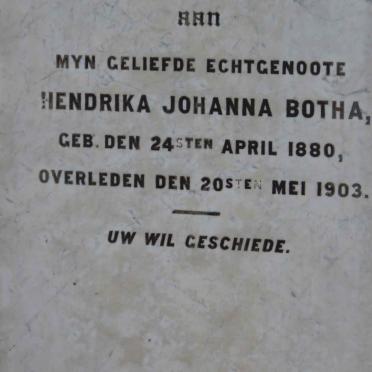 AAN
MYN GELIEFDE ECHTGENOOTE
HENDRIKA JOHANNA BOTHA,
GEB. DEN 24STEN APRIL 1880,
OVERLEDEN DEN 20STEN MEI 1903.
UW WIL GESCHIEDE.